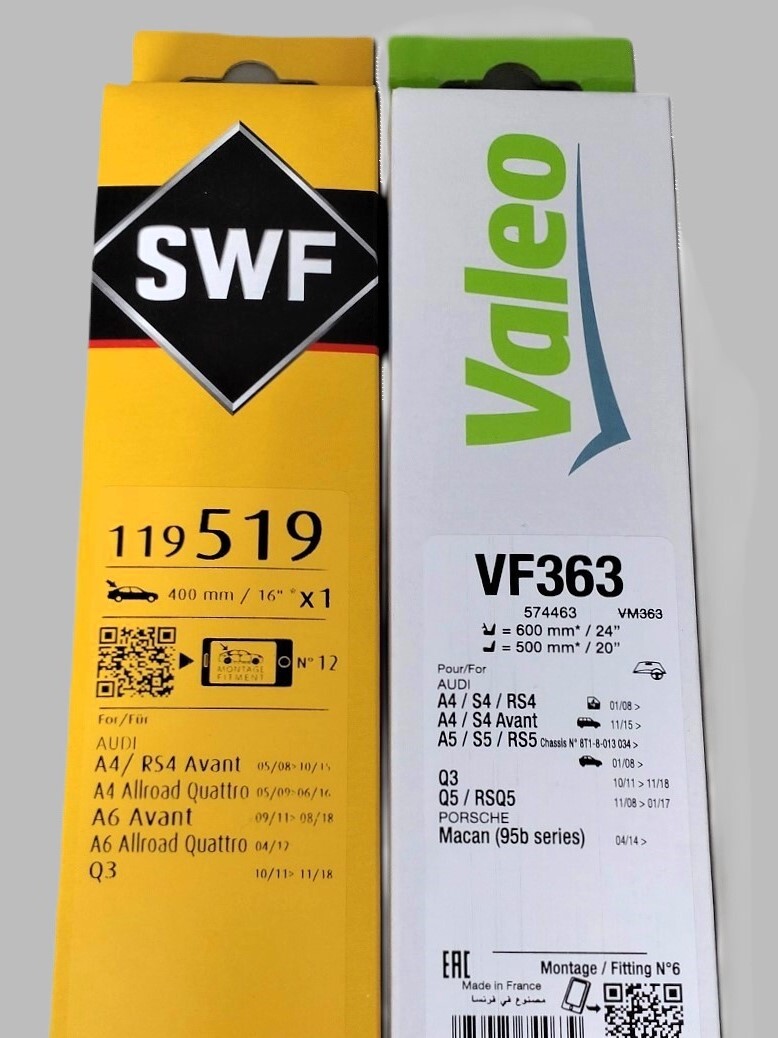 SWF
119 519
400 mm / 16" * x1
MONTAGE
FITMENT
N° 12
For/Für
AUDI
A4/ RS4 Avant 05/08>10/15
A4 Allroad Quattro 05/09>06/16
A6 Avant 09/11> 08/18
A6 Allroad Quattro 04/12
Q3 10/11> 11/18
Valeo
VF363
574463 VM363
= 600 mm* / 24"
= 500 mm* / 20"
Pour/For
AUDI
A4 / S4 / RS4 01/08 >
A4 / S4 Avant 11/15 >
A5 / S5 / RS5 Chassis N° 8T1-8-013 034 >
01/08 >
Q3 10/11 > 11/18
Q5 / RSQ5 11/08 > 01/17
PORSCHE
Macan (95b series) 04/14 >
EAC
Montage / Fitting N°6
Made in France
مصنوع في فرنسا